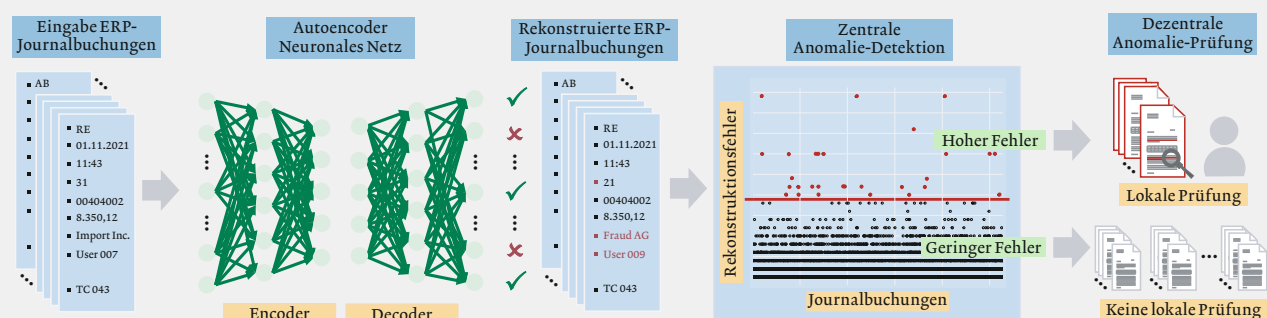 Eingabe ERP-
Journalbuchungen
Autoencoder
Neuronales Netz
Rekonstruierte ERP-
Journalbuchungen
Zentrale
Anomalie-Detektion
Dezentrale
Anomalie-Prüfung
AB
RE
01.11.2021
11:43
31
00404002
8.350,12
Import Inc.
User 007
TC 043
Encoder
Decoder
AB
RE
01.11.2021
11:43
21
00404002
8.350,12
Fraud AG
User 009
TC 043
Rekonstruktionsfehler
Hoher Fehler
Geringer Fehler
Journalbuchungen
Lokale Prüfung
Keine lokale Prüfung